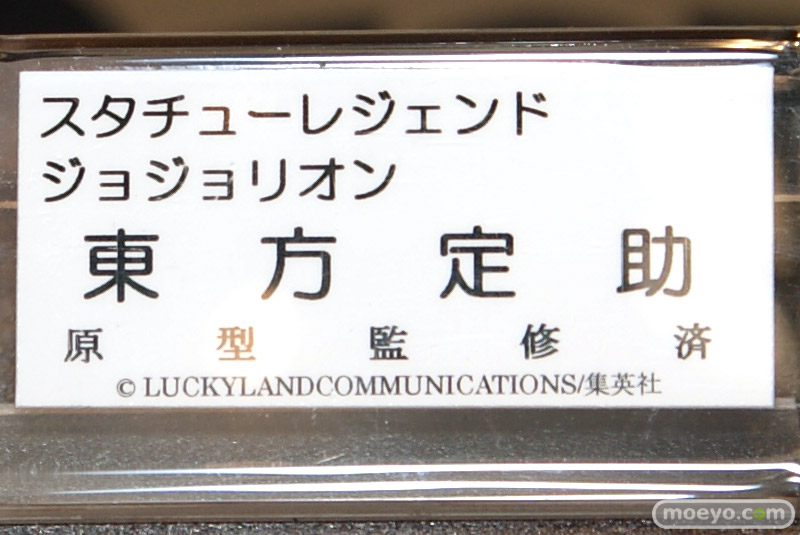 スタチューレジェンド
ジョジョリオン
東方定助
原型監修済
© LUCKYLANDCOMMUNICATIONS/集英社
moeyo.com